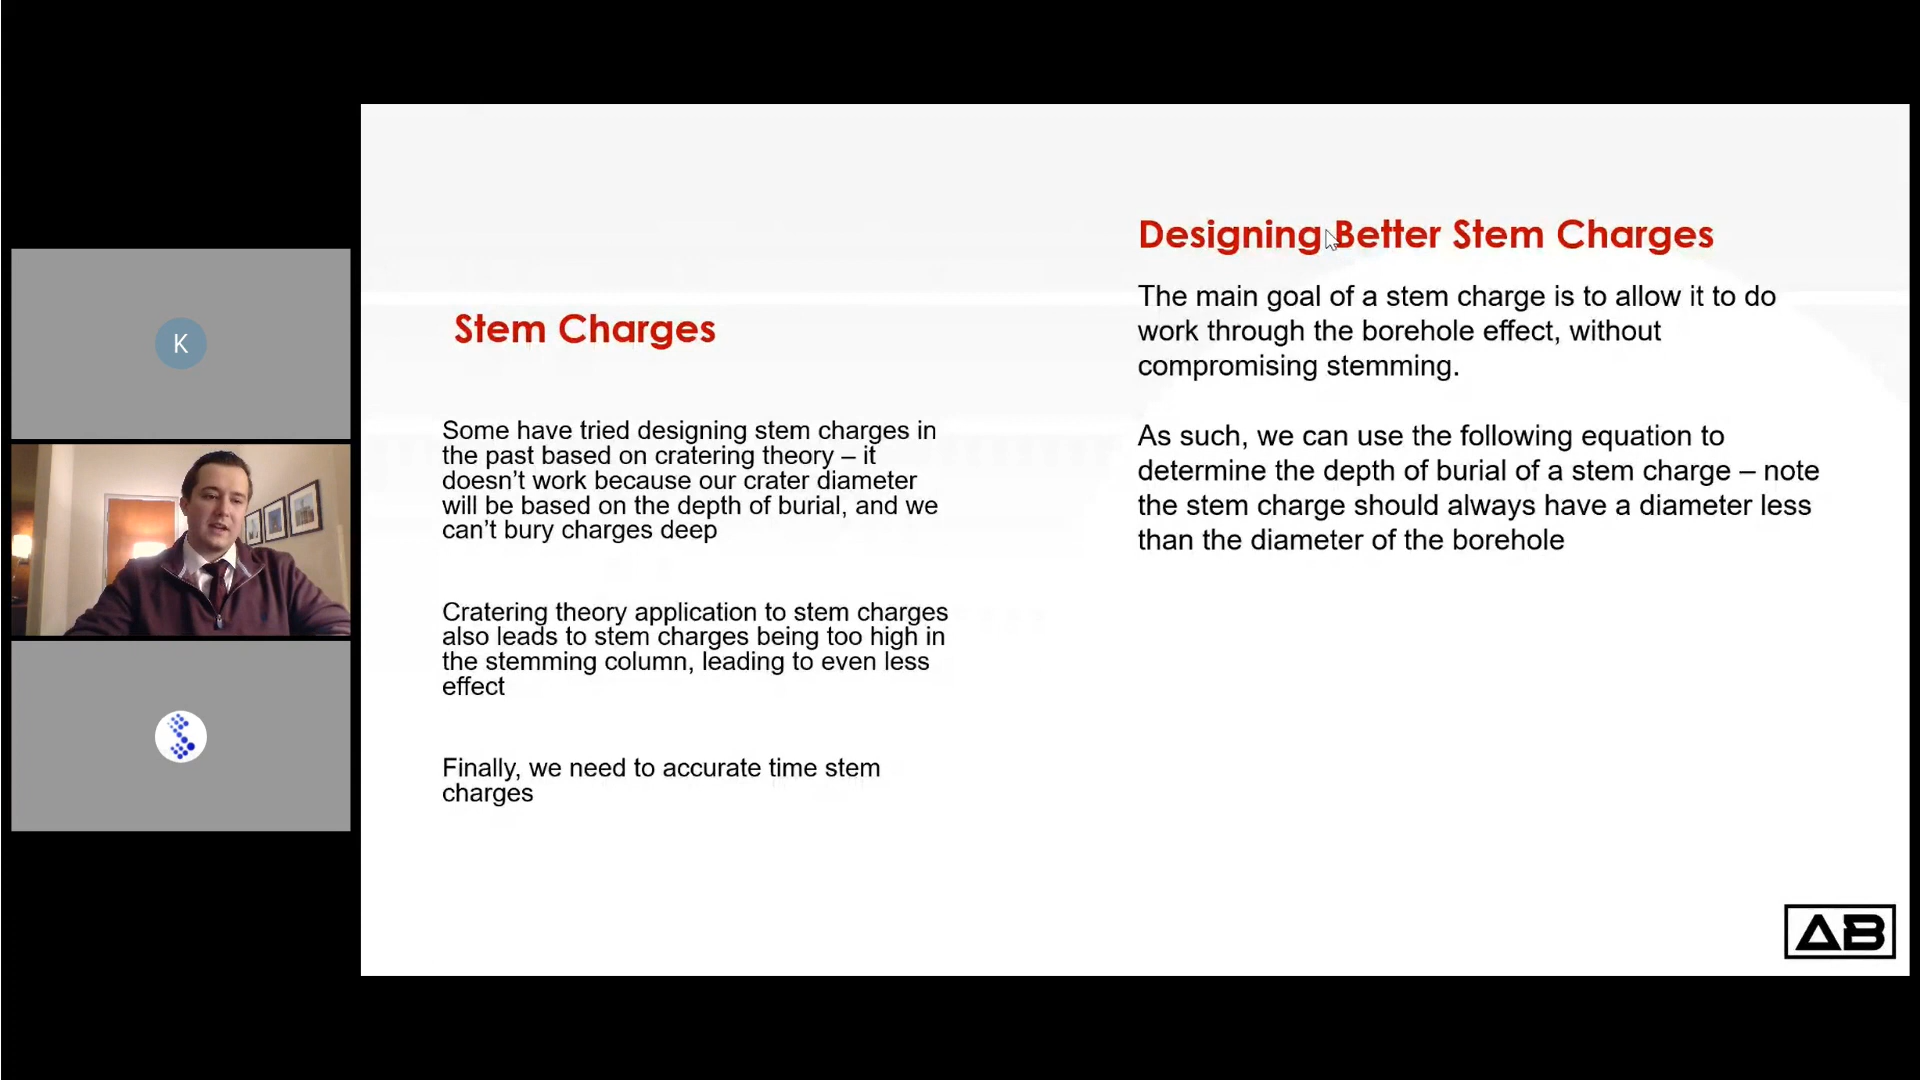 K
Stem Charges
Some have tried designing stem charges in
the past based on cratering theory – it
doesn’t work because our crater diameter
will be based on the depth of burial, and we
can’t bury charges deep
Cratering theory application to stem charges
also leads to stem charges being too high in
the stemming column, leading to even less
effect
Finally, we need to accurate time stem
charges
Designing Better Stem Charges
The main goal of a stem charge is to allow it to do
work through the borehole effect, without
compromising stemming.
As such, we can use the following equation to
determine the depth of burial of a stem charge – note
the stem charge should always have a diameter less
than the diameter of the borehole
AB